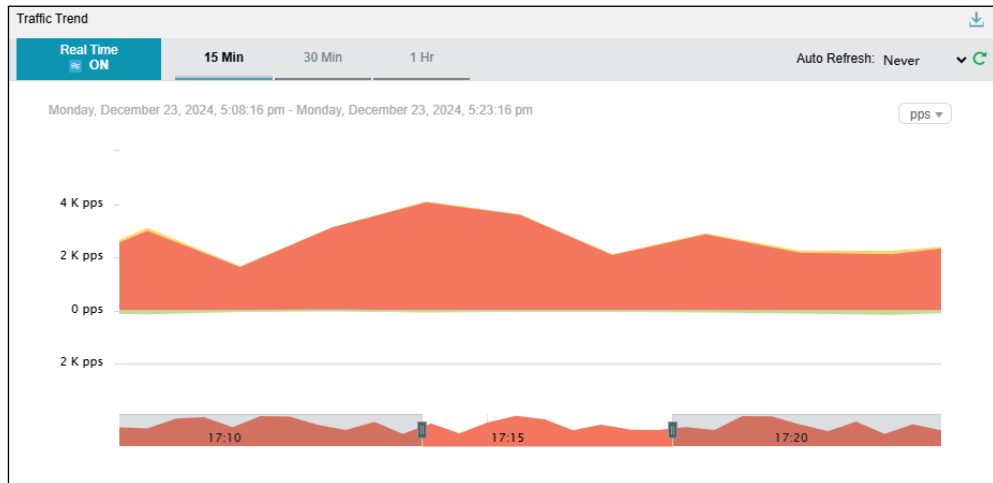 Traffic Trend
Real Time
ON
15 Min
30 Min
1 Hr
Auto Refresh: Never
Monday, December 23, 2024, 5:08:16 pm - Monday, December 23, 2024, 5:23:16 pm
pps
4 K pps
2 K pps
0 pps
2 K pps
17:10
17:15
17:20